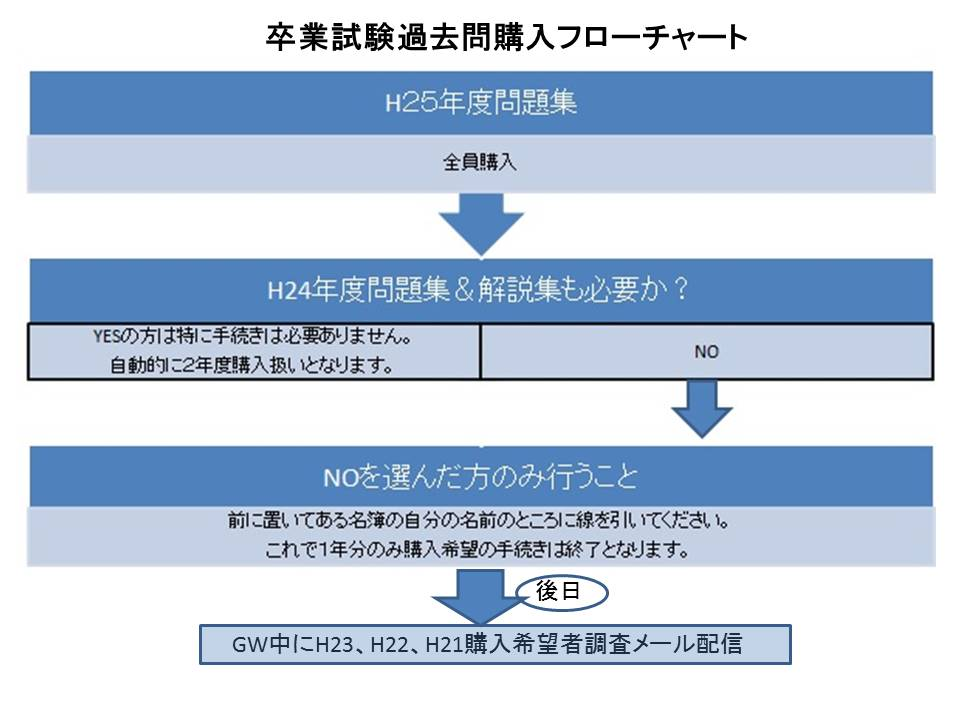 卒業試験過去問購入フローチャート
H25年度問題集
全員購入
H24年度問題集&解説集も必要か?
YESの方は特に手続きは必要ありません。
自動的に2年度購入扱いとなります。
NO
NOを選んだ方のみ行うこと
前に置いてある名簿の自分の名前のところに線を引いてください。
これで1年分のみ購入希望の手続きは終了となります。
後日
GW中にH23、H22、H21購入希望者調査メール配信